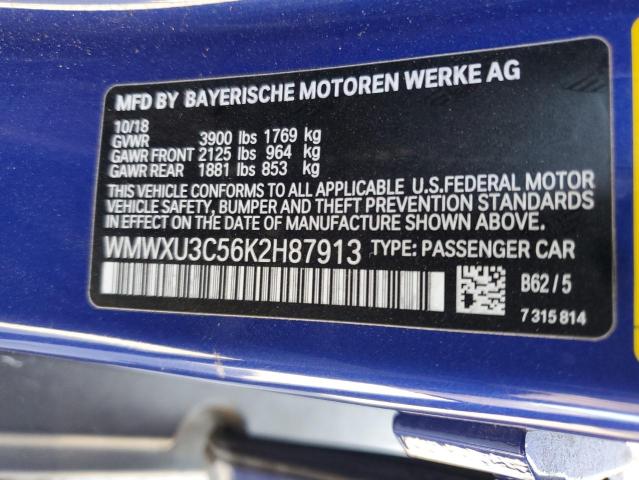 MFD BY BAYERISCHE MOTOREN WERKE AG
10/18
GVWR 3900 lbs 1769 kg
GAWR FRONT 2125 lbs 964 kg
GAWR REAR 1881 lbs 853 kg
THIS VEHICLE CONFORMS TO ALL APPLICABLE U.S.FEDERAL MOTOR
VEHICLE SAFETY, BUMPER AND THEFT PREVENTION STANDARDS
IN EFFECT ON THE DATE OF MANUFACTURE SHOWN ABOVE.
WMWXU3C56K2H87913 TYPE: PASSENGER CAR
B62/5
7 315 814